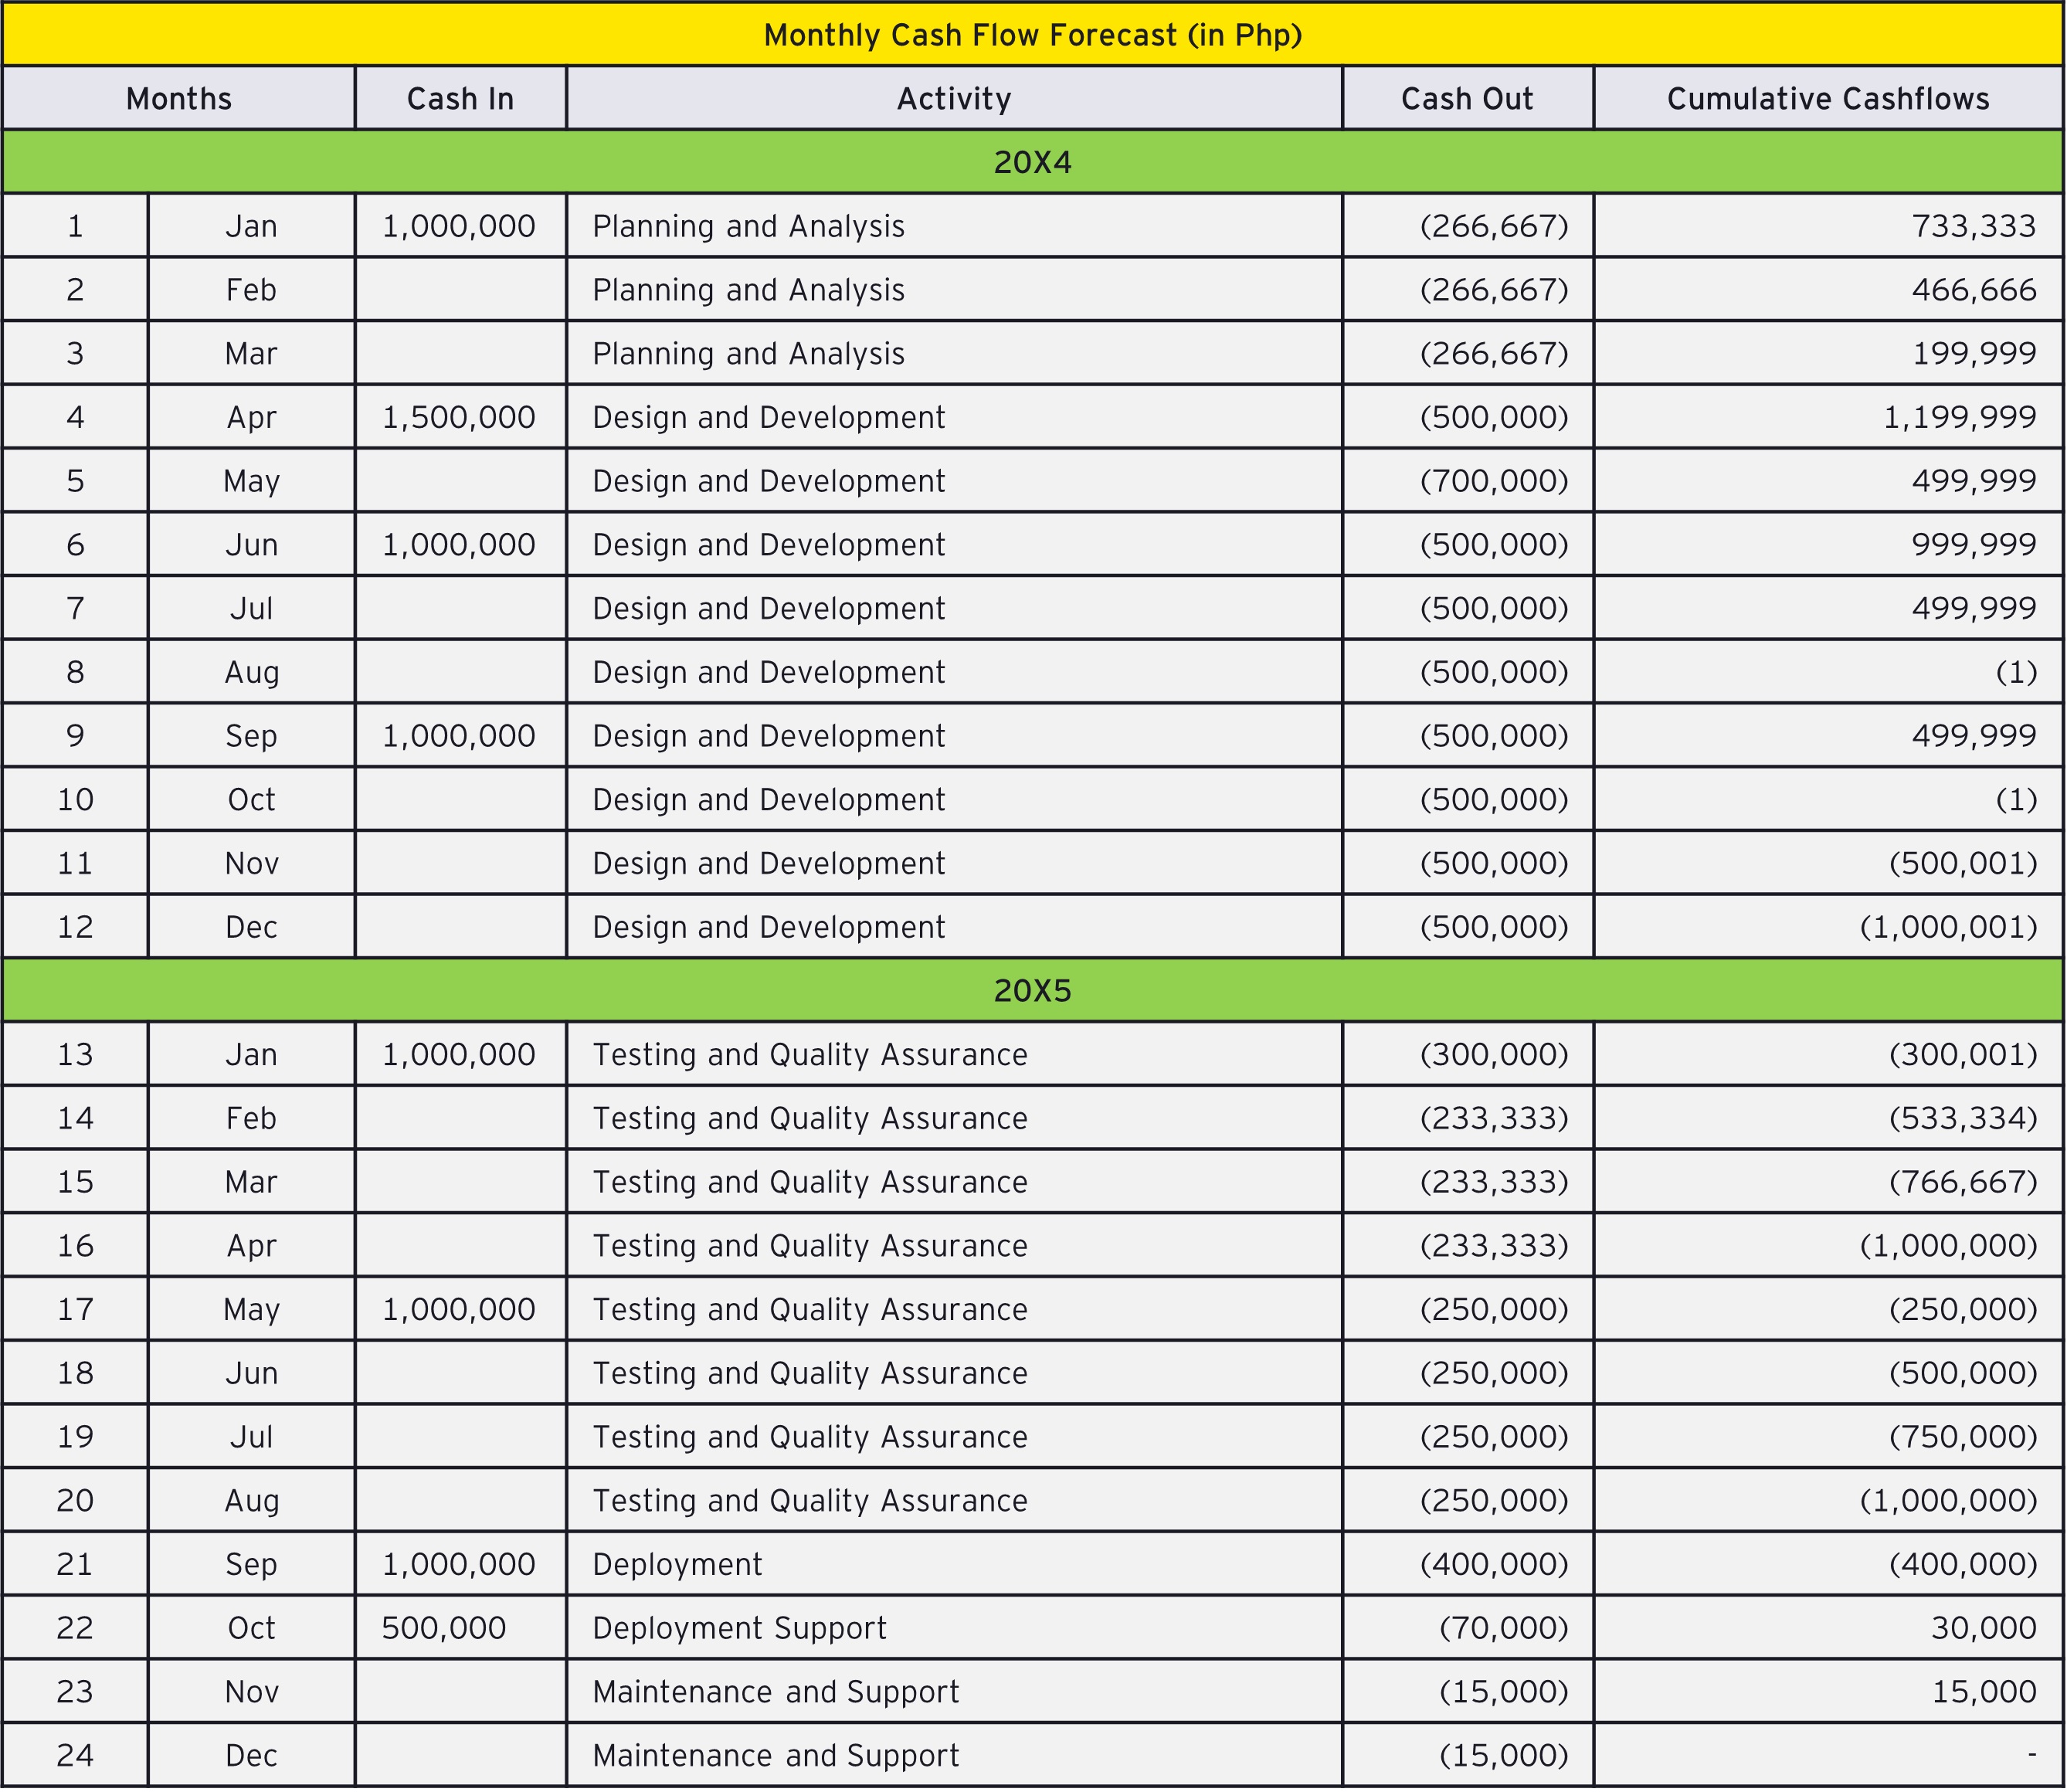 Monthly Cash Flow Forecast (in Php)
Months Cash In Activity Cash Out Cumulative Cashflows
20X4
1 Jan 1,000,000 Planning and Analysis (266,667) 733,333
2 Feb Planning and Analysis (266,667) 466,666
3 Mar Planning and Analysis (266,667) 199,999
4 Apr 1,500,000 Design and Development (500,000) 1,199,999
5 May Design and Development (700,000) 499,999
6 Jun 1,000,000 Design and Development (500,000) 999,999
7 Jul Design and Development (500,000) 499,999
8 Aug Design and Development (500,000) (1)
9 Sep 1,000,000 Design and Development (500,000) 499,999
10 Oct Design and Development (500,000) (1)
11 Nov Design and Development (500,000) (500,001)
12 Dec Design and Development (500,000) (1,000,001)
20X5
13 Jan 1,000,000 Testing and Quality Assurance (300,000) (300,001)
14 Feb Testing and Quality Assurance (233,333) (533,334)
15 Mar Testing and Quality Assurance (233,333) (766,667)
16 Apr Testing and Quality Assurance (233,333) (1,000,000)
17 May 1,000,000 Testing and Quality Assurance (250,000) (250,000)
18 Jun Testing and Quality Assurance (250,000) (500,000)
19 Jul Testing and Quality Assurance (250,000) (750,000)
20 Aug Testing and Quality Assurance (250,000) (1,000,000)
21 Sep 1,000,000 Deployment (400,000) (400,000)
22 Oct 500,000 Deployment Support (70,000) 30,000
23 Nov Maintenance and Support (15,000) 15,000
24 Dec Maintenance and Support (15,000) -